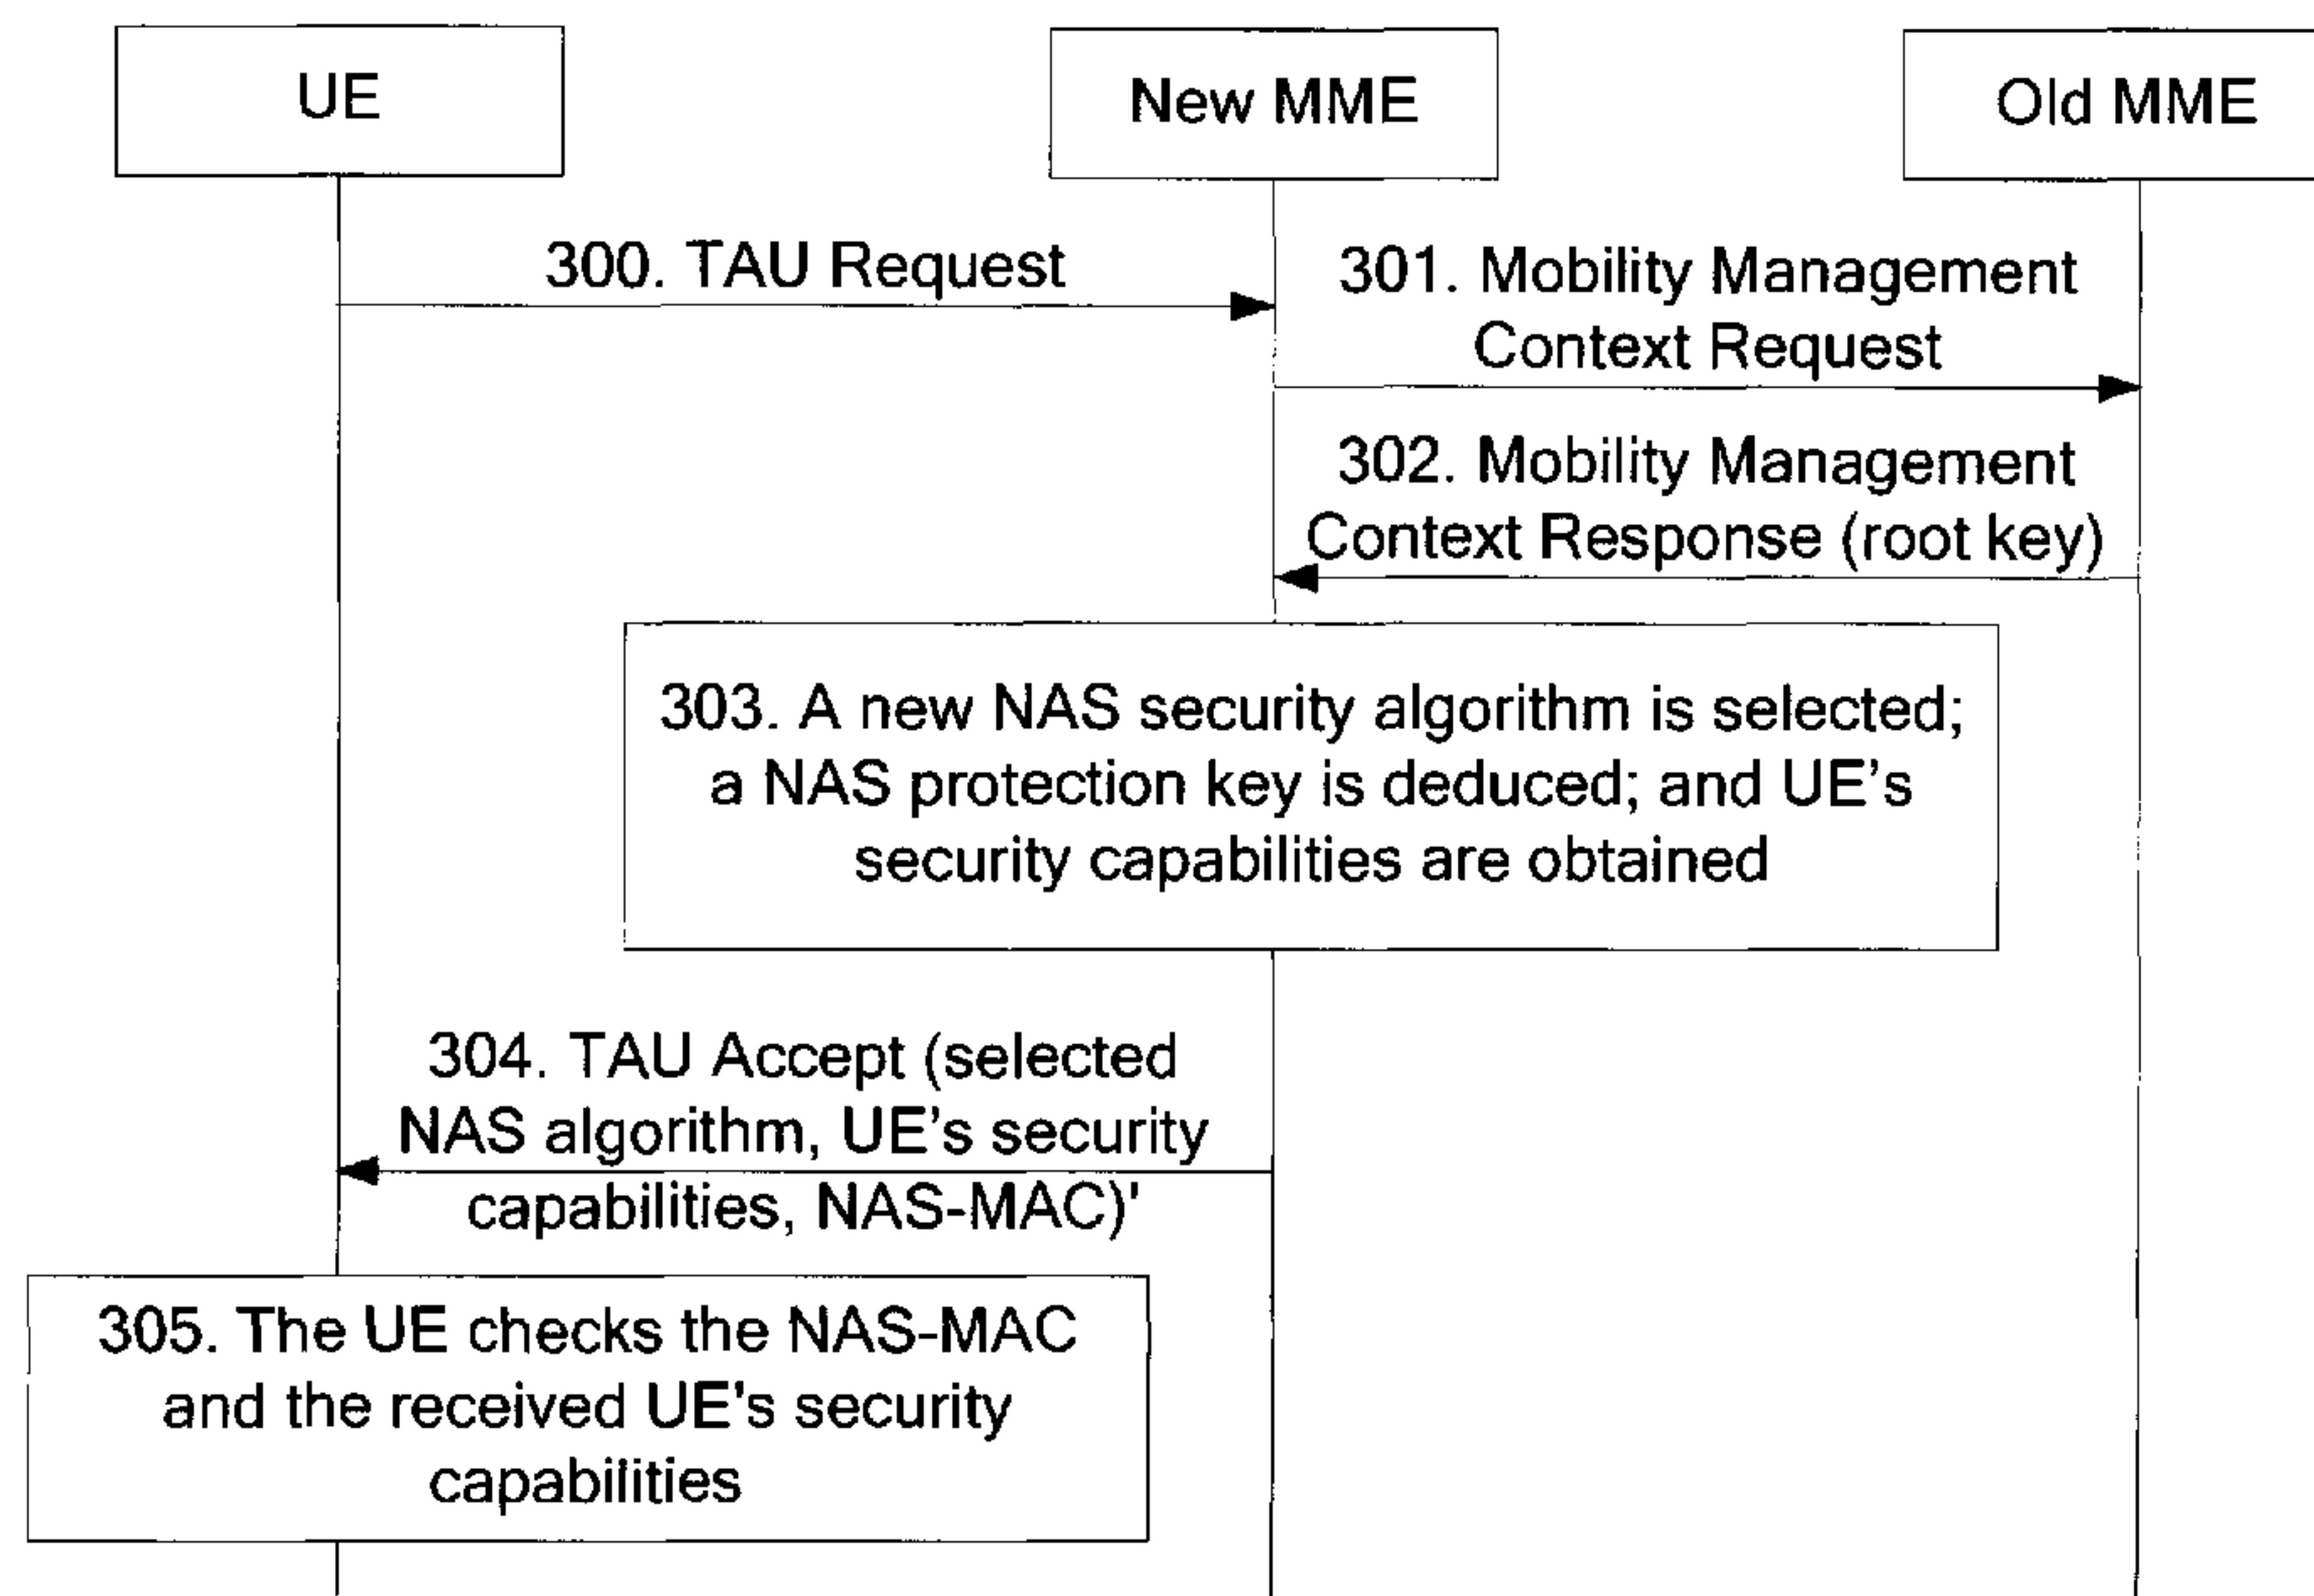 UE
New MME
Old MME
300. TAU Request
301. Mobility Management
Context Request
302. Mobility Management
Context Response (root key)
303. A new NAS security algorithm is selected;
a NAS protection key is deduced; and UE's
security capabilities are obtained
304. TAU Accept (selected
NAS algorithm, UE's security
capabilities, NAS-MAC)'
305. The UE checks the NAS-MAC
and the received UE's security
capabilities